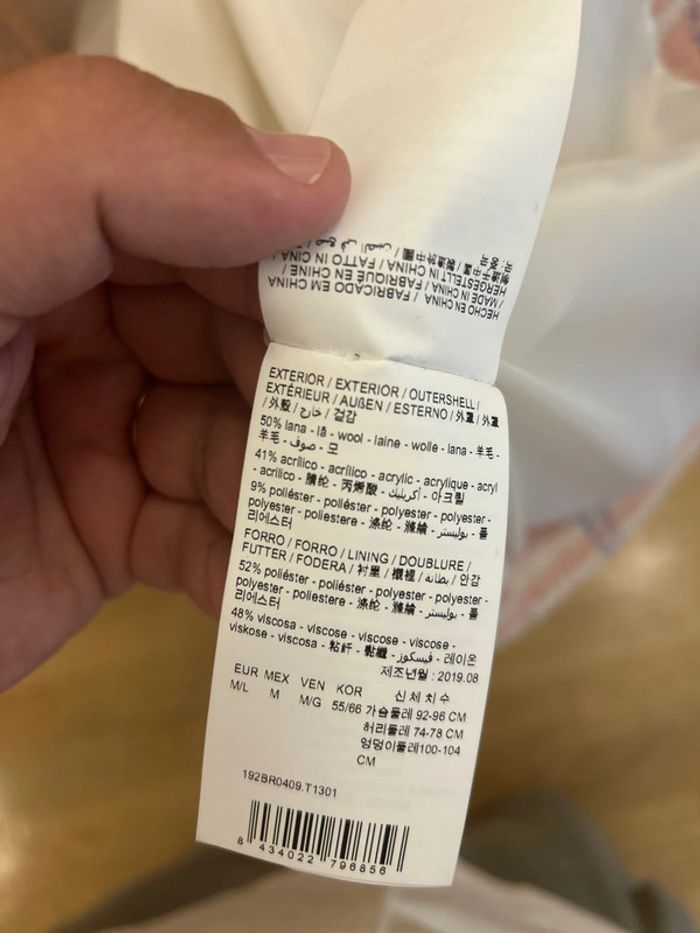 HECHO EN CHINA / FABRICADO EM CHINA
/ MADE IN CHINA / FABRIQUÉ EN CHINE /
HERGESTELLT IN CHINA / FATTO IN CINA /
EXTERIOR / EXTERIOR / OUTERSHELL /
EXTÉRIEUR / AUßEN / ESTERNO / 外罩 / 外罩
/ 外殼 / خارج / 겉감
50% lana - lã - wool - laine - wolle - lana - 羊毛 -
羊毛 - صوف - 모
41% acrílico - acrílico - acrylic - acrylique - acryl
- acrilico - 腈纶 - 丙烯酸 - أكريليك - 아크릴
9% poliéster - poliéster - polyester - polyester -
polyester - poliestere - 涤纶 - 滌綸 - بوليستر - 폴
리에스터
FORRO / FORRO / LINING / DOUBLURE /
FUTTER / FODERA / 衬里 / 襯裡 / بطانة / 안감
52% poliéster - poliéster - polyester - polyester -
polyester - poliestere - 涤纶 - 滌綸 - بوليستر - 폴
리에스터
48% viscosa - viscose - viscose - viscose -
viskose - viscosa - 粘纤 - 黏纖 - فيسكوز - 레이온
제조년월 : 2019.08
EUR MEX VEN KOR 신체치수
M/L M M/G 55/66 가슴둘레 92-96 CM
허리둘레 74-78 CM
엉덩이둘레100-104
CM
192BR0409.T1301
8 434022 796856